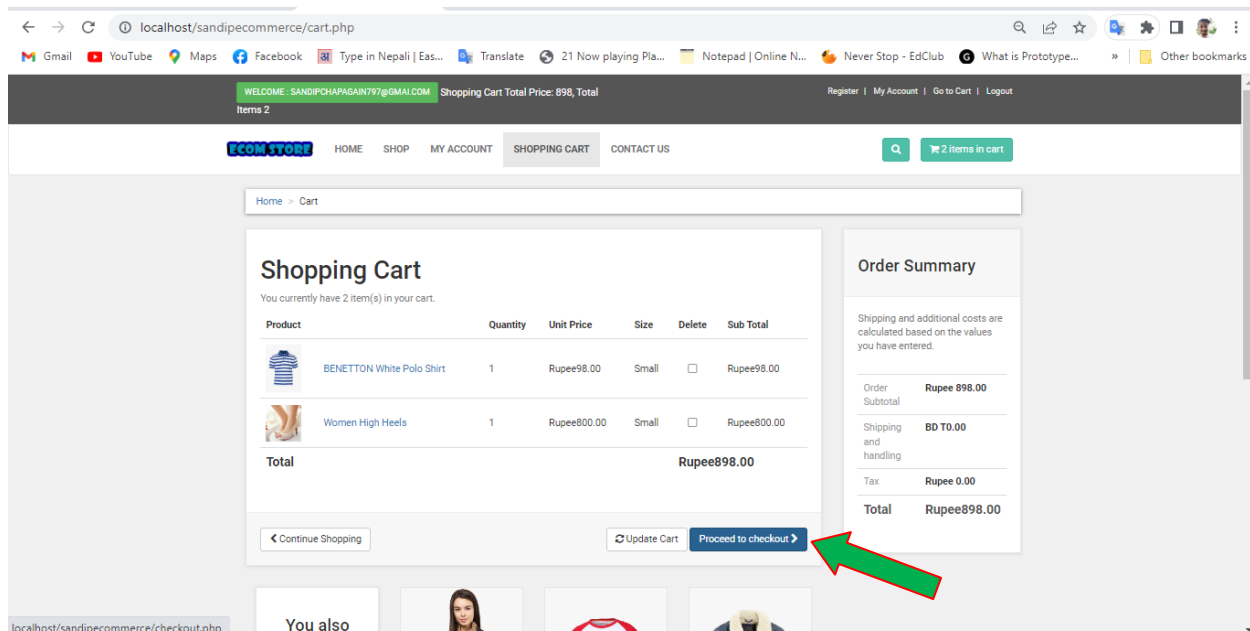 localhost/sandipecommerce/cart.php
Gmail YouTube Maps Facebook Type in Nepali | Eas... Translate 21 Now playing Pla... Notepad | Online N... Never Stop - EdClub What is Prototype... » Other bookmarks
WELCOME : SANDIPCHAPAGAIN797@GMAI.COM Shopping Cart Total Price: 898, Total
Items 2
Register | My Account | Go to Cart | Logout
ECOM STORE HOME SHOP MY ACCOUNT SHOPPING CART CONTACT US 2 items in cart
Home > Cart
Shopping Cart
You currently have 2 item(s) in your cart.
Product Quantity Unit Price Size Delete Sub Total
BENETTON White Polo Shirt 1 Rupee98.00 Small Rupee98.00
Women High Heels 1 Rupee800.00 Small Rupee800.00
Total Rupee898.00
Continue Shopping Update Cart Proceed to checkout
Order Summary
Shipping and additional costs are
calculated based on the values
you have entered.
Order Rupee 898.00
Subtotal
Shipping BD T0.00
and
handling
Tax Rupee 0.00
Total Rupee898.00
You also
localhost/sandipecommerce/checkout.php